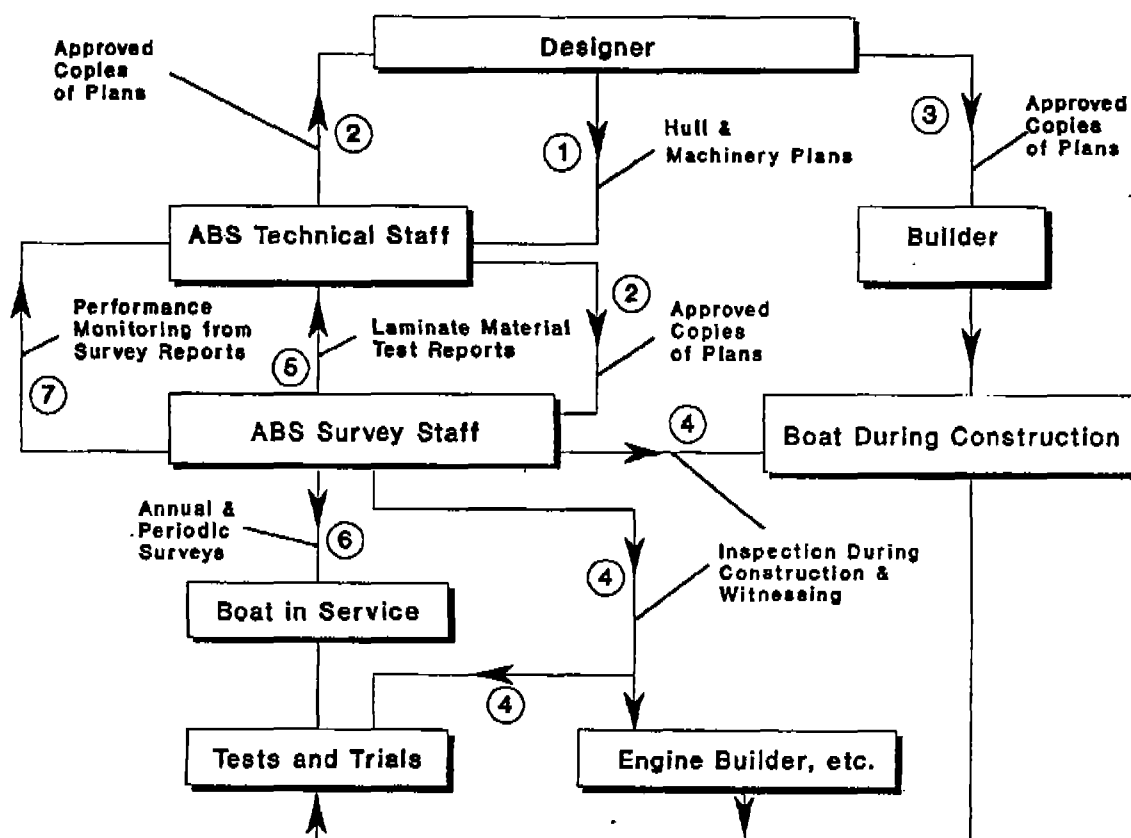 Designer
Approved
Copies
of Plans
2
1
Hull &
Machinery Plans
3
Approved
Copies
of Plans
ABS Technical Staff
Builder
2
Approved
Copies
of Plans
Performance
Monitoring from
Survey Reports
7
5
Laminate Material
Test Reports
ABS Survey Staff
4
Boat During Construction
Annual &
Periodic
Surveys
6
4
Inspection During
Construction &
Witnessing
Boat in Service
4
Tests and Trials
Engine Builder, etc.